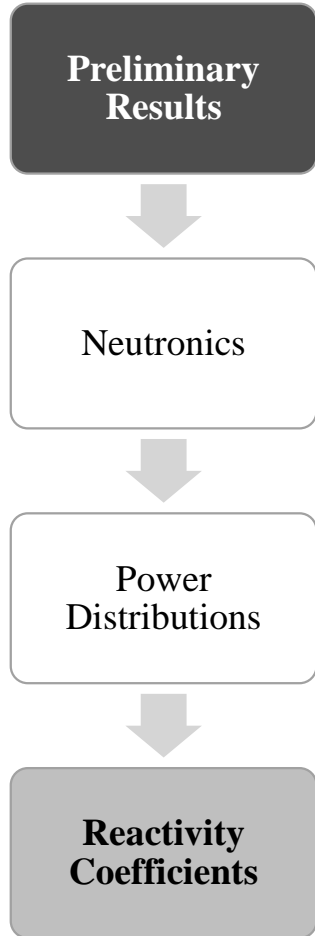 Preliminary
Results
Neutronics
Power
Distributions
Reactivity
Coefficients